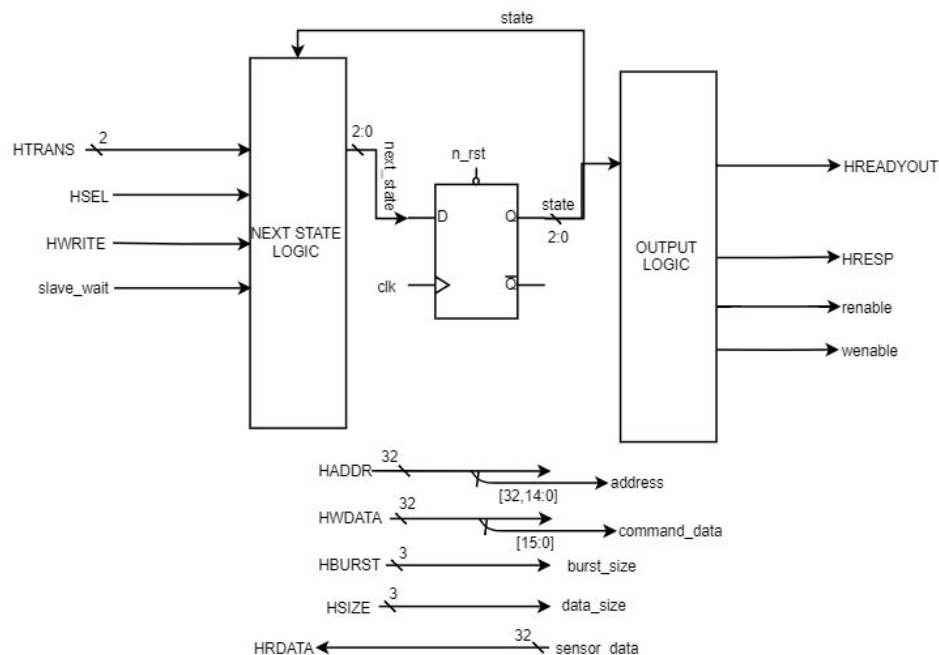 state
HTRANS
2
HSEL
HWRITE
slave_wait
NEXT STATE
LOGIC
2:0
next_state
n_rst
D
Q
clk
Q
state
2:0
OUTPUT
LOGIC
HREADYOUT
HRESP
renable
wenable
HADDR
32
[32,14:0]
address
HWDATA
32
[15:0]
command_data
HBURST
3
burst_size
HSIZE
3
data_size
HRDATA
32
sensor_data